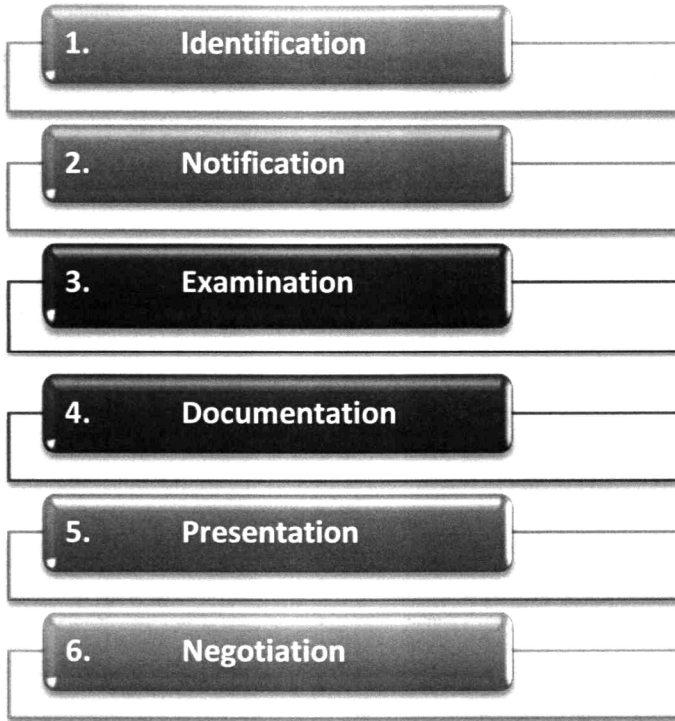 1. Identification
2. Notification
3. Examination
4. Documentation
5. Presentation
6. Negotiation